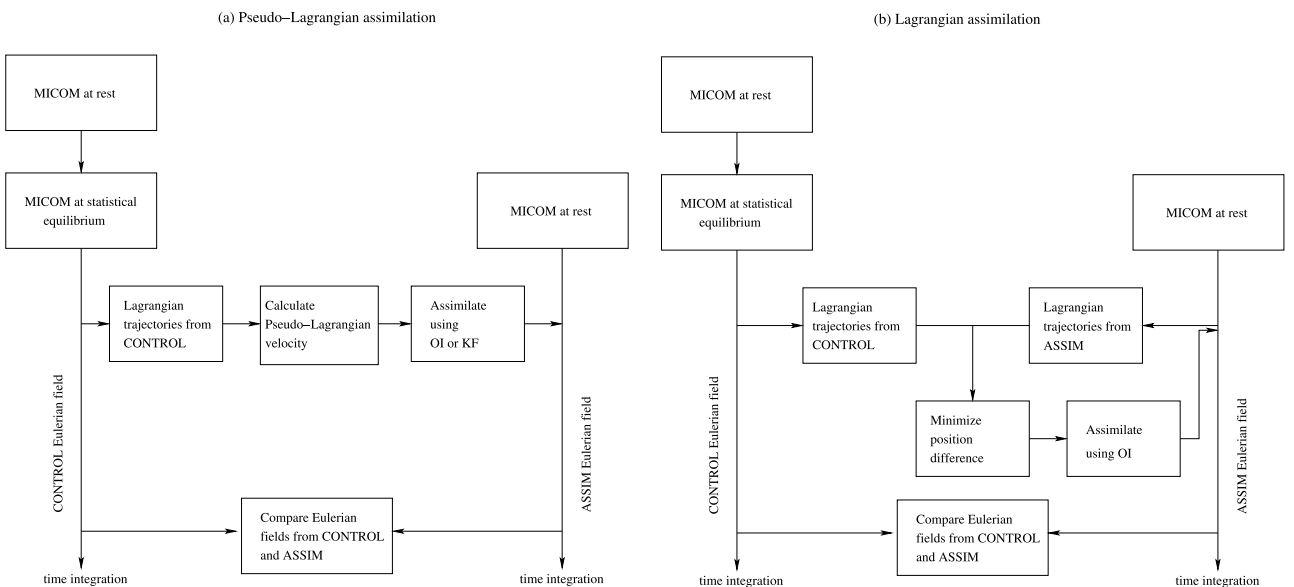 (a) Pseudo−Lagrangian assimilation
MICOM at rest
MICOM at statistical
equilibrium
MICOM at rest
Lagrangian
trajectories from
CONTROL
Calculate
Pseudo−Lagrangian
velocity
Assimilate
using
OI or KF
CONTROL Eulerian field
ASSIM Eulerian field
Compare Eulerian
fields from CONTROL
and ASSIM
time integration
time integration
(b) Lagrangian assimilation
MICOM at rest
MICOM at statistical
equilibrium
MICOM at rest
Lagrangian
trajectories from
CONTROL
Lagrangian
trajectories from
ASSIM
Minimize
position
difference
Assimilate
using OI
CONTROL Eulerian field
ASSIM Eulerian field
Compare Eulerian
fields from CONTROL
and ASSIM
time integration
time integration